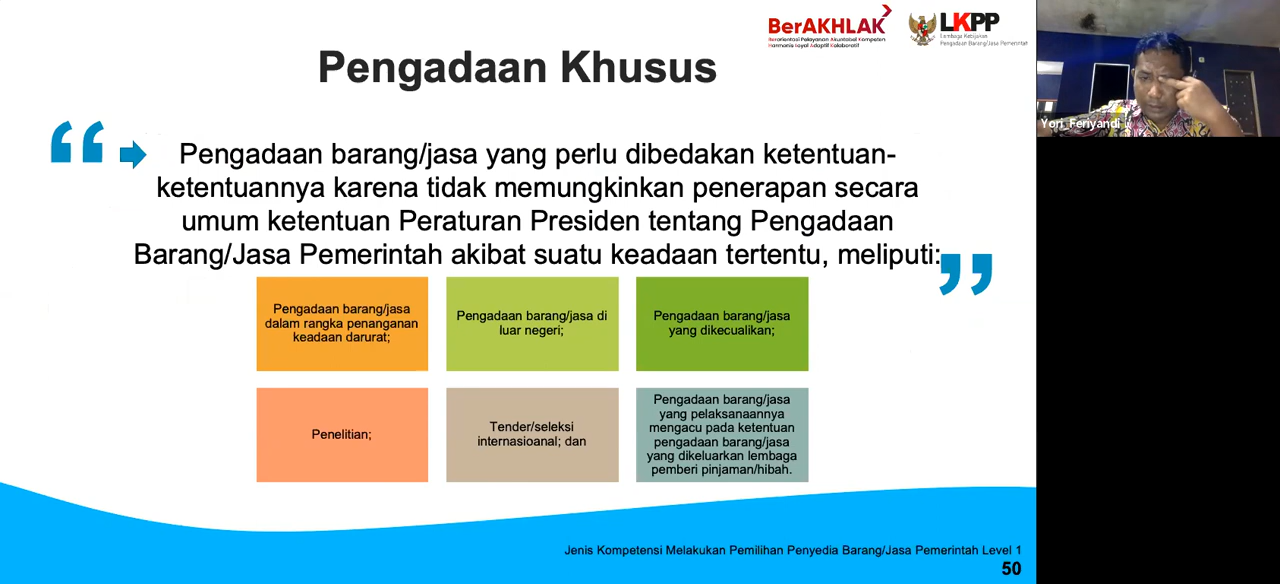 BerAKHLAK
Berorientasi Pelayanan Akuntabel Kompeten
Harmonis Loyal Adaptif Kolaboratif
LKPP
Lembaga Kebijakan
Pengadaan Barang/Jasa Pemerintah
Pengadaan Khusus
Yori Feriyandi
“ Pengadaan barang/jasa yang perlu dibedakan ketentuan-
ketentuannya karena tidak memungkinkan penerapan secara
umum ketentuan Peraturan Presiden tentang Pengadaan
Barang/Jasa Pemerintah akibat suatu keadaan tertentu, meliputi: ”
Pengadaan barang/jasa
dalam rangka penanganan
keadaan darurat;
Pengadaan barang/jasa di
luar negeri;
Pengadaan barang/jasa
yang dikecualikan;
Penelitian;
Tender/seleksi
internasioanal; dan
Pengadaan barang/jasa
yang pelaksanaannya
mengacu pada ketentuan
pengadaan barang/jasa
yang dikeluarkan lembaga
pemberi pinjaman/hibah.
Jenis Kompetensi Melakukan Pemilihan Penyedia Barang/Jasa Pemerintah Level 1
50